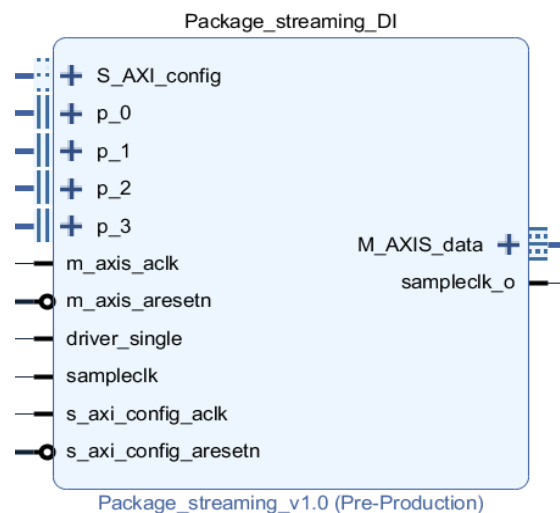 Package_streaming_DI
S_AXI_config
p_0
p_1
p_2
p_3
M_AXIS_data
m_axis_aclk
sampleclk_o
m_axis_aresetn
driver_single
sampleclk
s_axi_config_aclk
s_axi_config_aresetn
Package_streaming_v1.0 (Pre-Production)